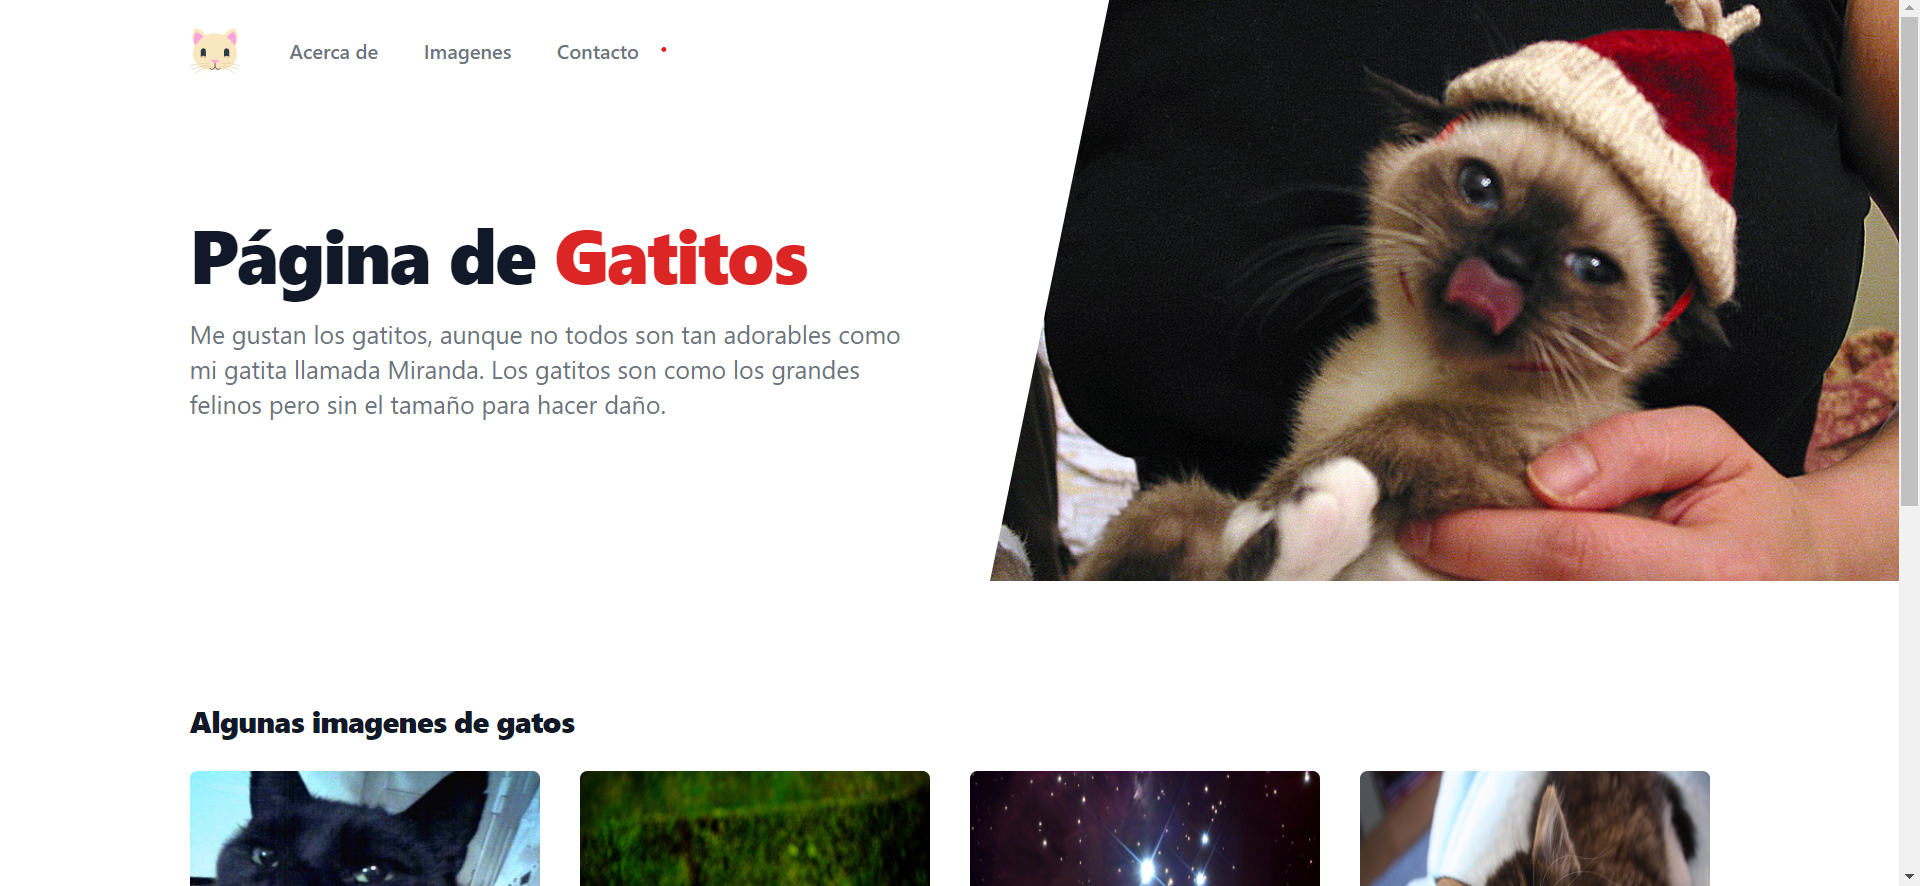 Acerca de Imagenes Contacto
Página de Gatitos
Me gustan los gatitos, aunque no todos son tan adorables como
mi gatita llamada Miranda. Los gatitos son como los grandes
felinos pero sin el tamaño para hacer daño.
Algunas imagenes de gatos